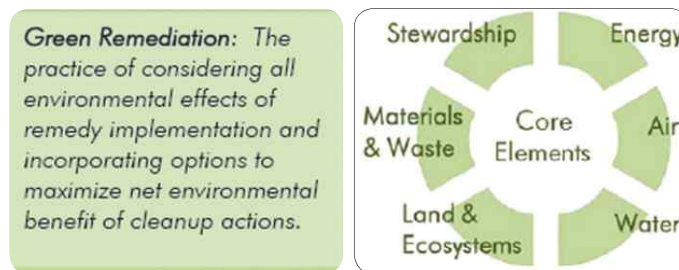 Green Remediation: The
practice of considering all
environmental effects of
remedy implementation and
incorporating options to
maximize net environmental
benefit of cleanup actions.
Stewardship
Energy
Materials
& Waste
Core
Elements
Air
Land &
Ecosystems
Water